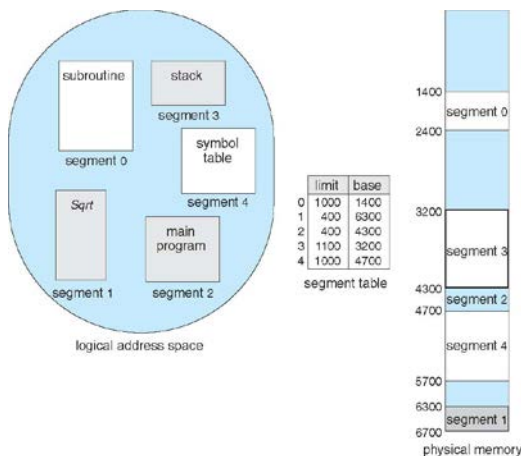 subroutine
segment 0
stack
segment 3
symbol
table
segment 4
Sqrt
segment 1
main
program
segment 2
logical address space
limit base
0 1000 1400
1 400 6300
2 400 4300
3 1100 3200
4 1000 4700
segment table
1400
segment 0
2400
3200
segment 3
4300
segment 2
4700
segment 4
5700
6300
segment 1
6700
physical memory